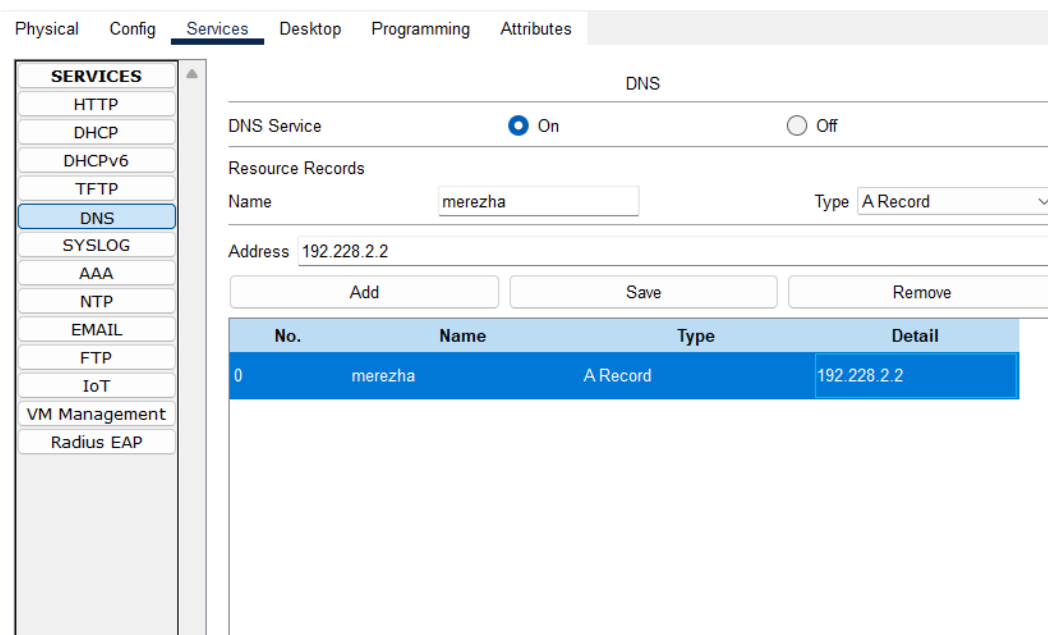 Physical Config Services Desktop Programming Attributes
SERVICES
HTTP
DHCP
DHCPv6
TFTP
DNS
SYSLOG
AAA
NTP
EMAIL
FTP
IoT
VM Management
Radius EAP
DNS
DNS Service On Off
Resource Records
Name merezha Type A Record
Address 192.228.2.2
Add Save Remove
No. Name Type Detail
0 merezha A Record 192.228.2.2